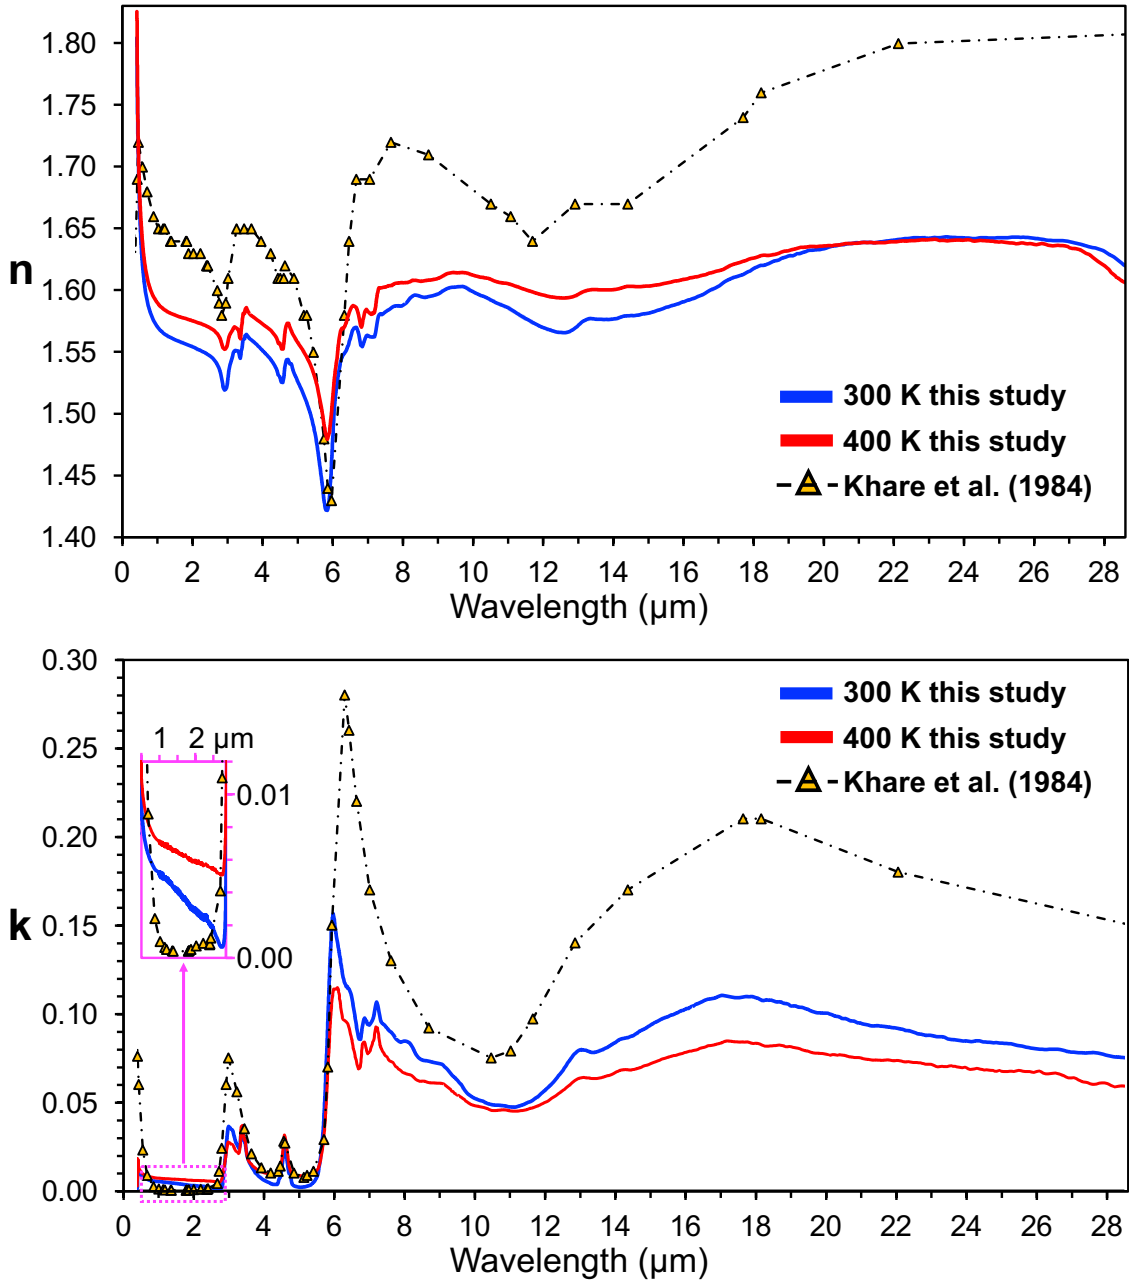 1.80
1.75
1.70
1.65
1.60
1.55
1.50
1.45
1.40
n
300 K this study
400 K this study
Khare et al. (1984)
0 2 4 6 8 10 12 14 16 18 20 22 24 26 28
Wavelength (µm)
0.30
0.25
0.20
0.15
0.10
0.05
0.00
k
300 K this study
400 K this study
Khare et al. (1984)
1 2 µm
0.01
0.00
0 2 4 6 8 10 12 14 16 18 20 22 24 26 28
Wavelength (µm)